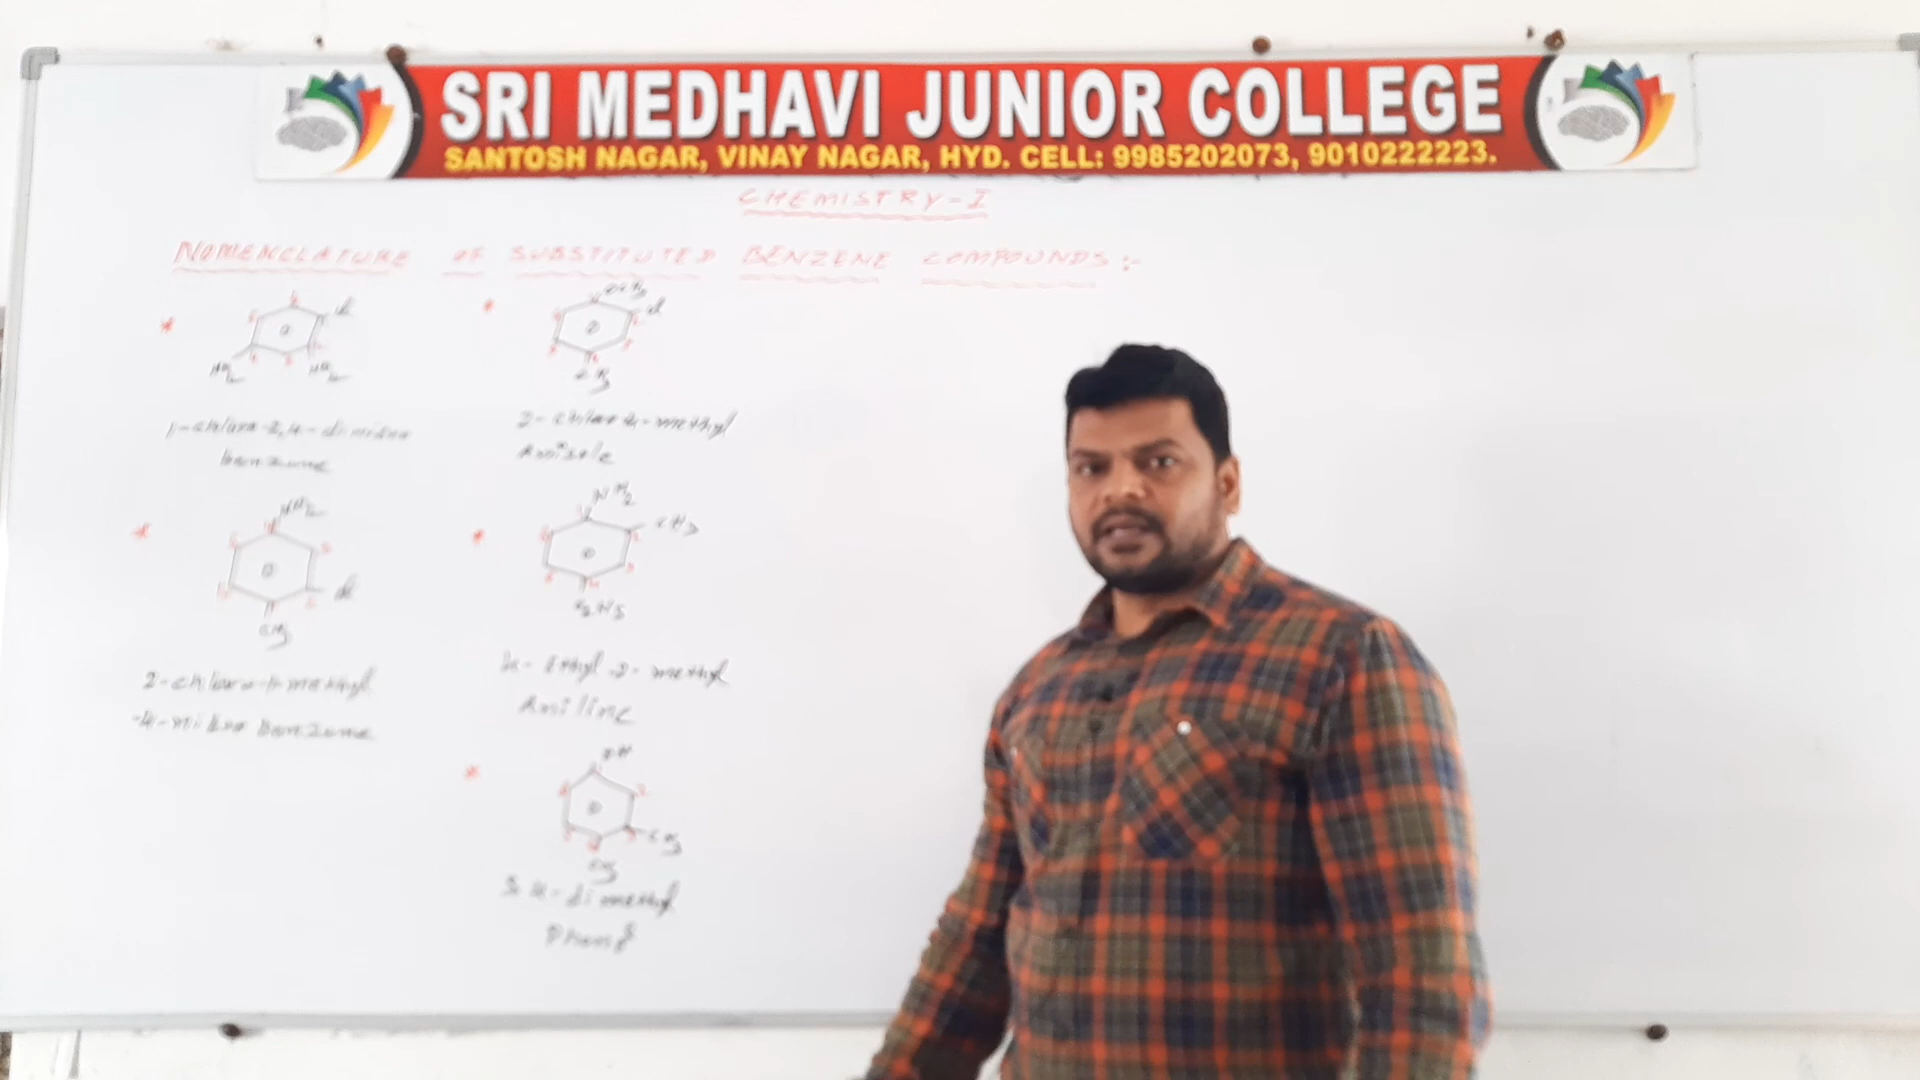 SRI MEDHAVI JUNIOR COLLEGE
SANTOSH NAGAR, VINAY NAGAR, HYD. CELL: 9985202073, 9010222223.
CHEMISTRY-I
NOMENCLATURE OF SUBSTITUTED BENZENE COMPOUNDS:-
OCH3
cl
cl
NO2
NO2
CH3
1-chloro-2,4-dinitro
benzene
2-chloro-4-methyl
Anisole
NO2
cl
CH3
NH2
CH3
C2H5
2-chloro-1-methyl
-4-nitro benzene
4-Ethyl-2-methyl
Aniline
OH
CH3
CH3
3 4-dimethyl
Phenol